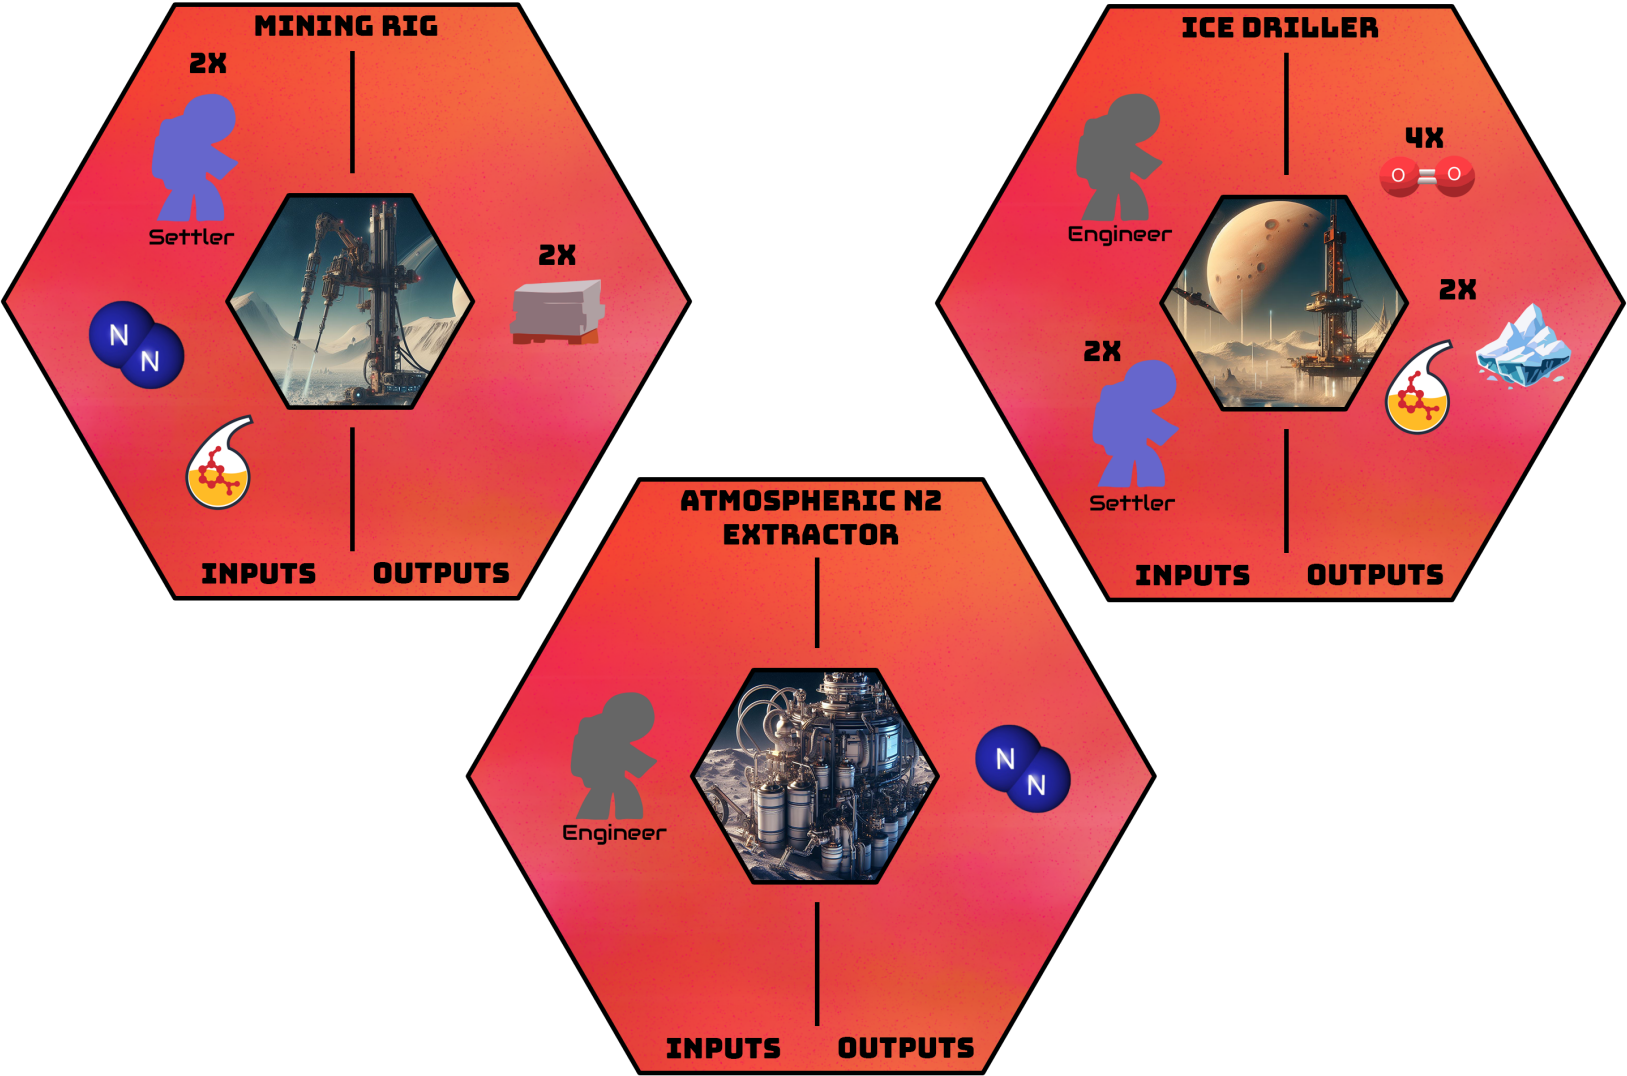 MINING RIG
2X
Settler
N
N
2X
INPUTS
OUTPUTS
ICE DRILLER
Engineer
4X
O
O
2X
2X
Settler
INPUTS
OUTPUTS
ATMOSPHERIC N2
EXTRACTOR
Engineer
N
N
INPUTS
OUTPUTS